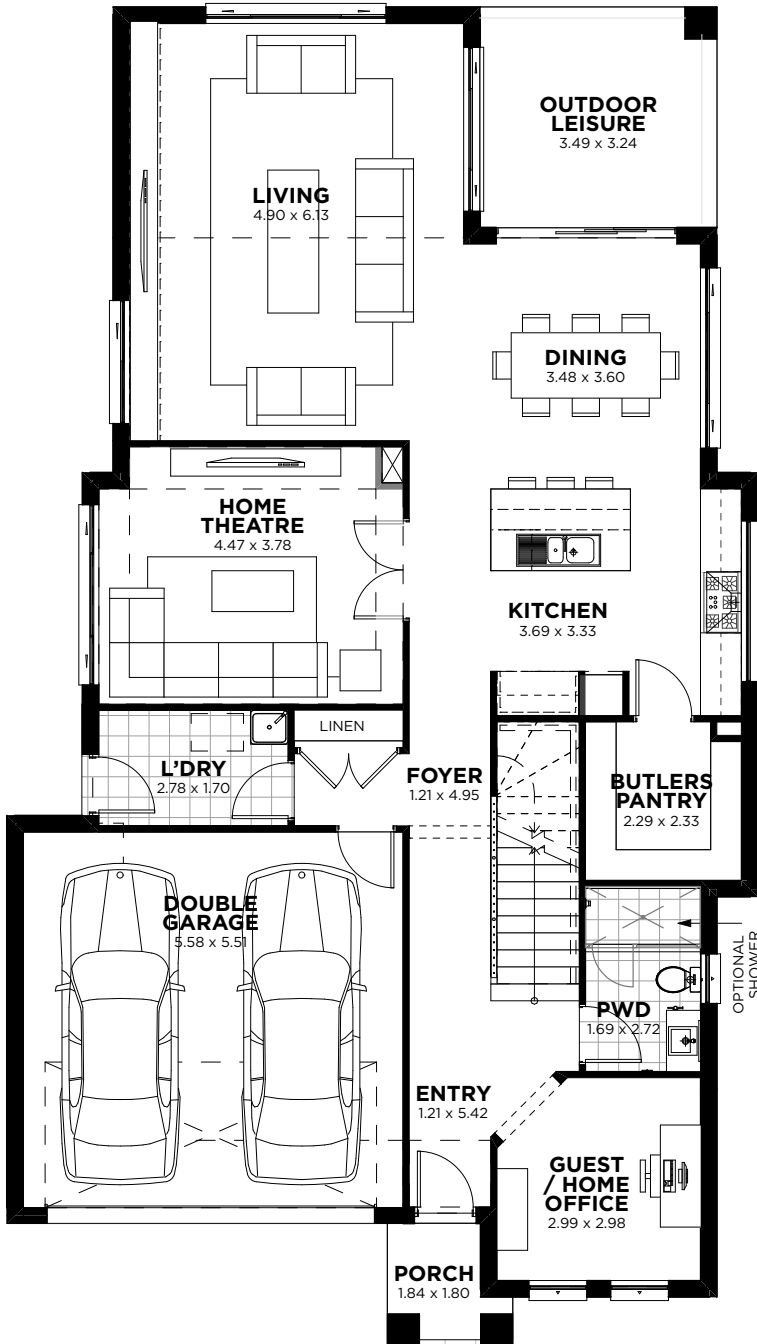 OUTDOOR
LEISURE
3.49 x 3.24
LIVING
4.90 x 6.13
DINING
3.48 x 3.60
HOME
THEATRE
4.47 x 3.78
KITCHEN
3.69 x 3.33
LINEN
L'DRY
2.78 x 1.70
FOYER
1.21 x 4.95
BUTLERS
PANTRY
2.29 x 2.33
DOUBLE
GARAGE
5.58 x 5.51
OPTIONAL
SHOWER
PWD
1.69 x 2.72
ENTRY
1.21 x 5.42
GUEST
/ HOME
OFFICE
2.99 x 2.98
PORCH
1.84 x 1.80